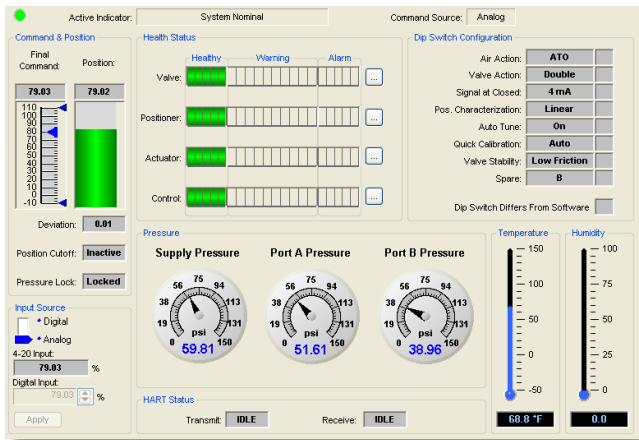 Active Indicator: System Nominal Command Source: Analog
Command & Position
Final Command: Position:
79.03 79.02
110
100
90
80
70
60
50
40
30
20
10
0
-10
Deviation: 0.01
Position Cutoff: Inactive
Pressure Lock: Locked
Input Source
Digital
Analog
4-20 Input:
79.03 %
Digital Input:
79.03 %
Apply
Health Status
Healthy Warning Alarm
Valve: ...
Positioner: ...
Actuator: ...
Control: ...
Dip Switch Configuration
Air Action: ATO
Valve Action: Double
Signal at Closed: 4 mA
Pos. Characterization: Linear
Auto Tune: On
Quick Calibration: Auto
Valve Stability: Low Friction
Spare: B
Dip Switch Differs From Software
Pressure
Supply Pressure Port A Pressure Port B Pressure
0 19 38 56 75 94 113 131 150
psi
59.81
0 19 38 56 75 94 113 131 150
psi
51.61
0 19 38 56 75 94 113 131 150
psi
38.96
HART Status
Transmit: IDLE Receive: IDLE
Temperature
150
100
50
0
-50
68.8 °F
Humidity
100
75
50
25
0
0.0